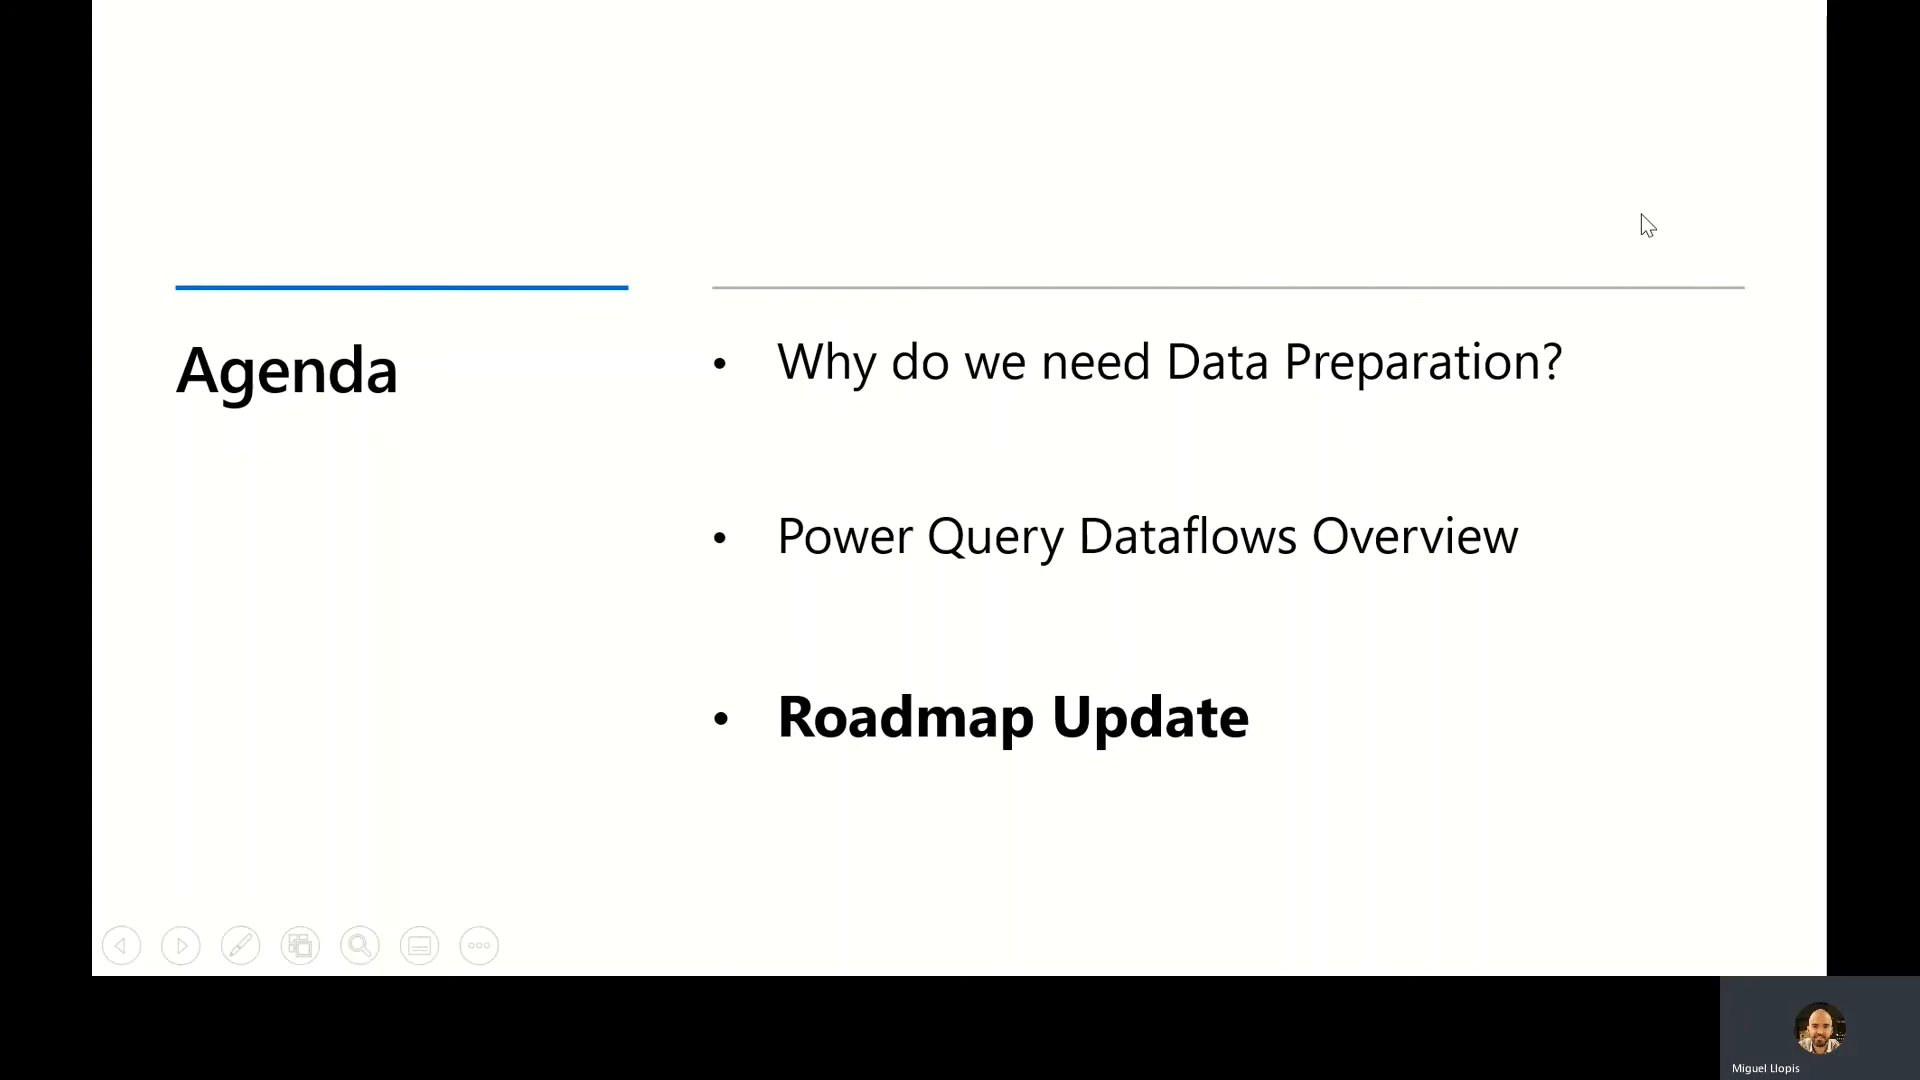 Agenda
• Why do we need Data Preparation?
• Power Query Dataflows Overview
• Roadmap Update
Miguel Llopis